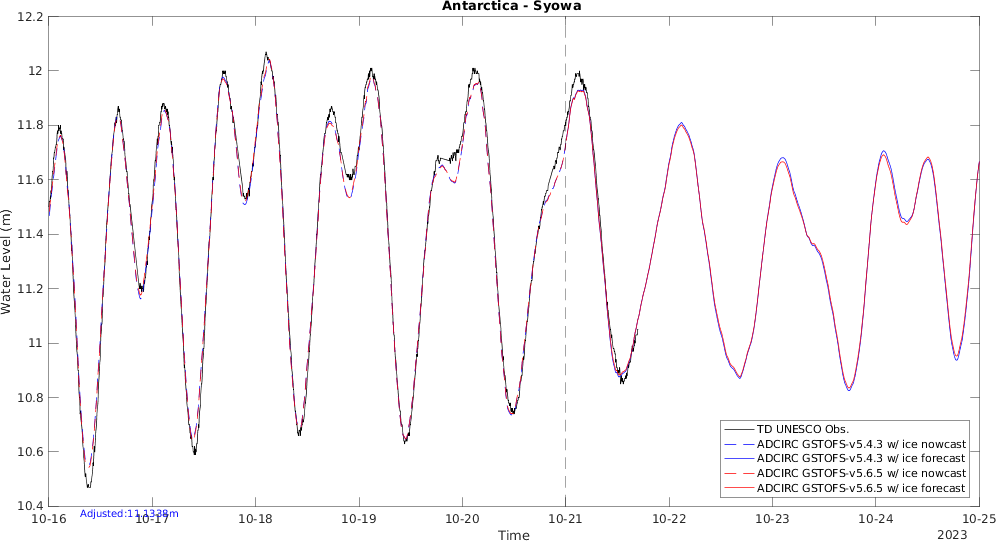 Antarctica - Syowa
12.2
12
11.8
11.6
11.4
11.2
11
10.8
10.6
10.4
Water Level (m)
TD UNESCO Obs.
ADCIRC GSTOFS-v5.4.3 w/ ice nowcast
ADCIRC GSTOFS-v5.4.3 w/ ice forecast
ADCIRC GSTOFS-v5.6.5 w/ ice nowcast
ADCIRC GSTOFS-v5.6.5 w/ ice forecast
Adjusted:11.1338m
10-16 10-17 10-18 10-19 10-20 10-21 10-22 10-23 10-24 10-25
Time
2023